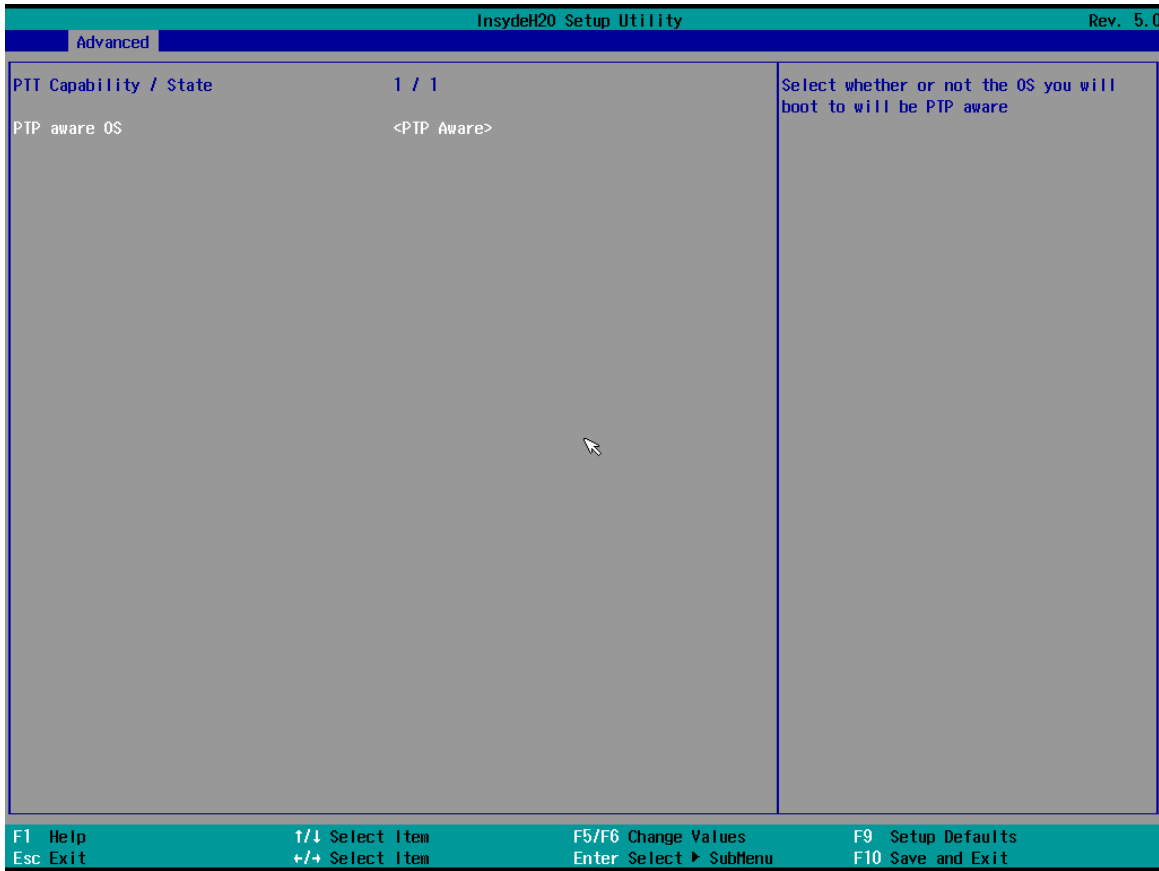 InsydeH20 Setup Utility Rev. 5.0
Advanced
PTT Capability / State 1 / 1
PTP aware OS <PTP Aware>
Select whether or not the OS you will
boot to will be PTP aware
F1 Help ↑/↓ Select Item F5/F6 Change Values F9 Setup Defaults
Esc Exit ←/→ Select Item Enter Select ▶ SubMenu F10 Save and Exit